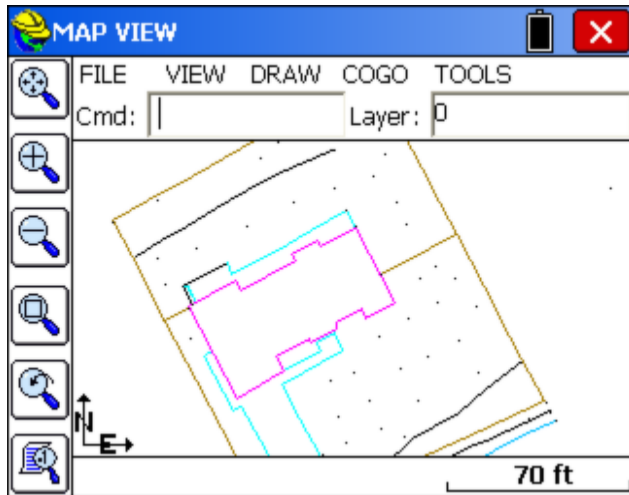 MAP VIEW
FILE VIEW DRAW COGO TOOLS
Cmd: Layer: 0
N
E
70 ft